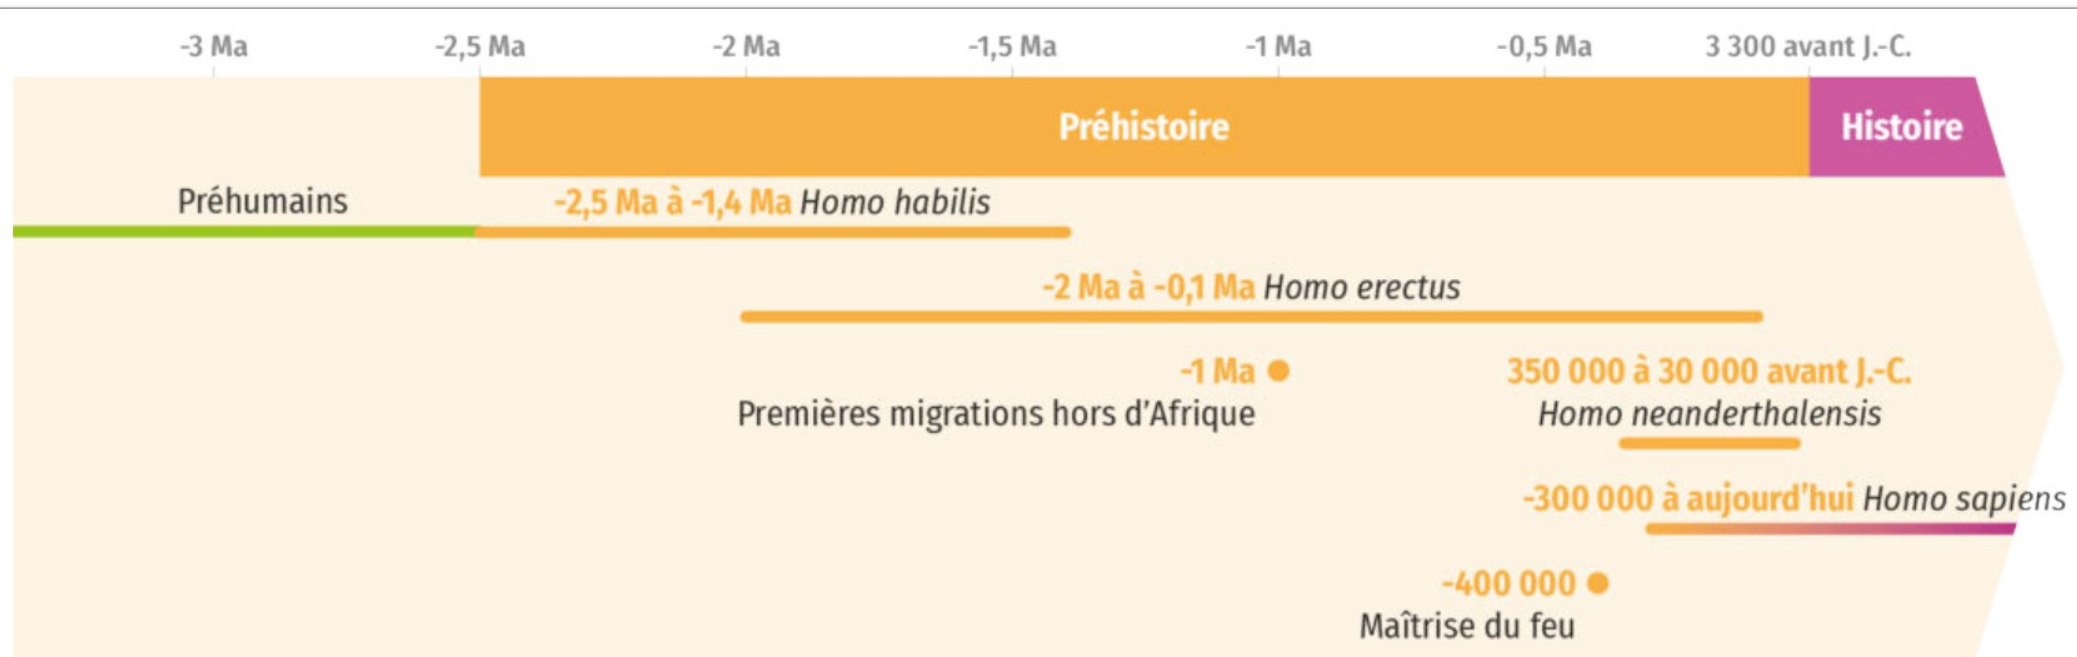 -3 Ma -2,5 Ma -2 Ma -1,5 Ma -1 Ma -0,5 Ma 3 300 avant J.-C.
Préhistoire Histoire
Préhumains -2,5 Ma à -1,4 Ma Homo habilis
-2 Ma à -0,1 Ma Homo erectus
-1 Ma
Premières migrations hors d’Afrique
350 000 à 30 000 avant J.-C.
Homo neanderthalensis
-300 000 à aujourd’hui Homo sapiens
-400 000
Maîtrise du feu